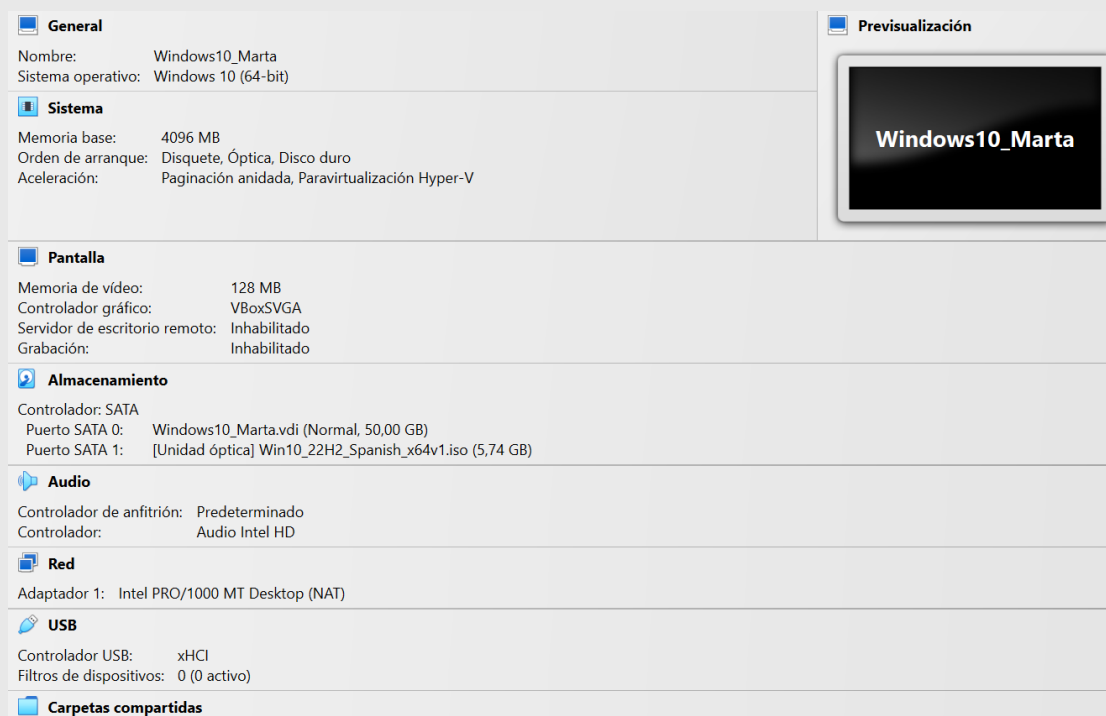 General
Nombre: Windows10_Marta
Sistema operativo: Windows 10 (64-bit)
Previsualización
Windows10_Marta
Sistema
Memoria base: 4096 MB
Orden de arranque: Disquete, Óptica, Disco duro
Aceleración: Paginación anidada, Paravirtualización Hyper-V
Pantalla
Memoria de vídeo: 128 MB
Controlador gráfico: VBoxSVGA
Servidor de escritorio remoto: Inhabilitado
Grabación: Inhabilitado
Almacenamiento
Controlador: SATA
Puerto SATA 0: Windows10_Marta.vdi (Normal, 50,00 GB)
Puerto SATA 1: [Unidad óptica] Win10_22H2_Spanish_x64v1.iso (5,74 GB)
Audio
Controlador de anfitrión: Predeterminado
Controlador: Audio Intel HD
Red
Adaptador 1: Intel PRO/1000 MT Desktop (NAT)
USB
Controlador USB: xHCI
Filtros de dispositivos: 0 (0 activo)
Carpetas compartidas